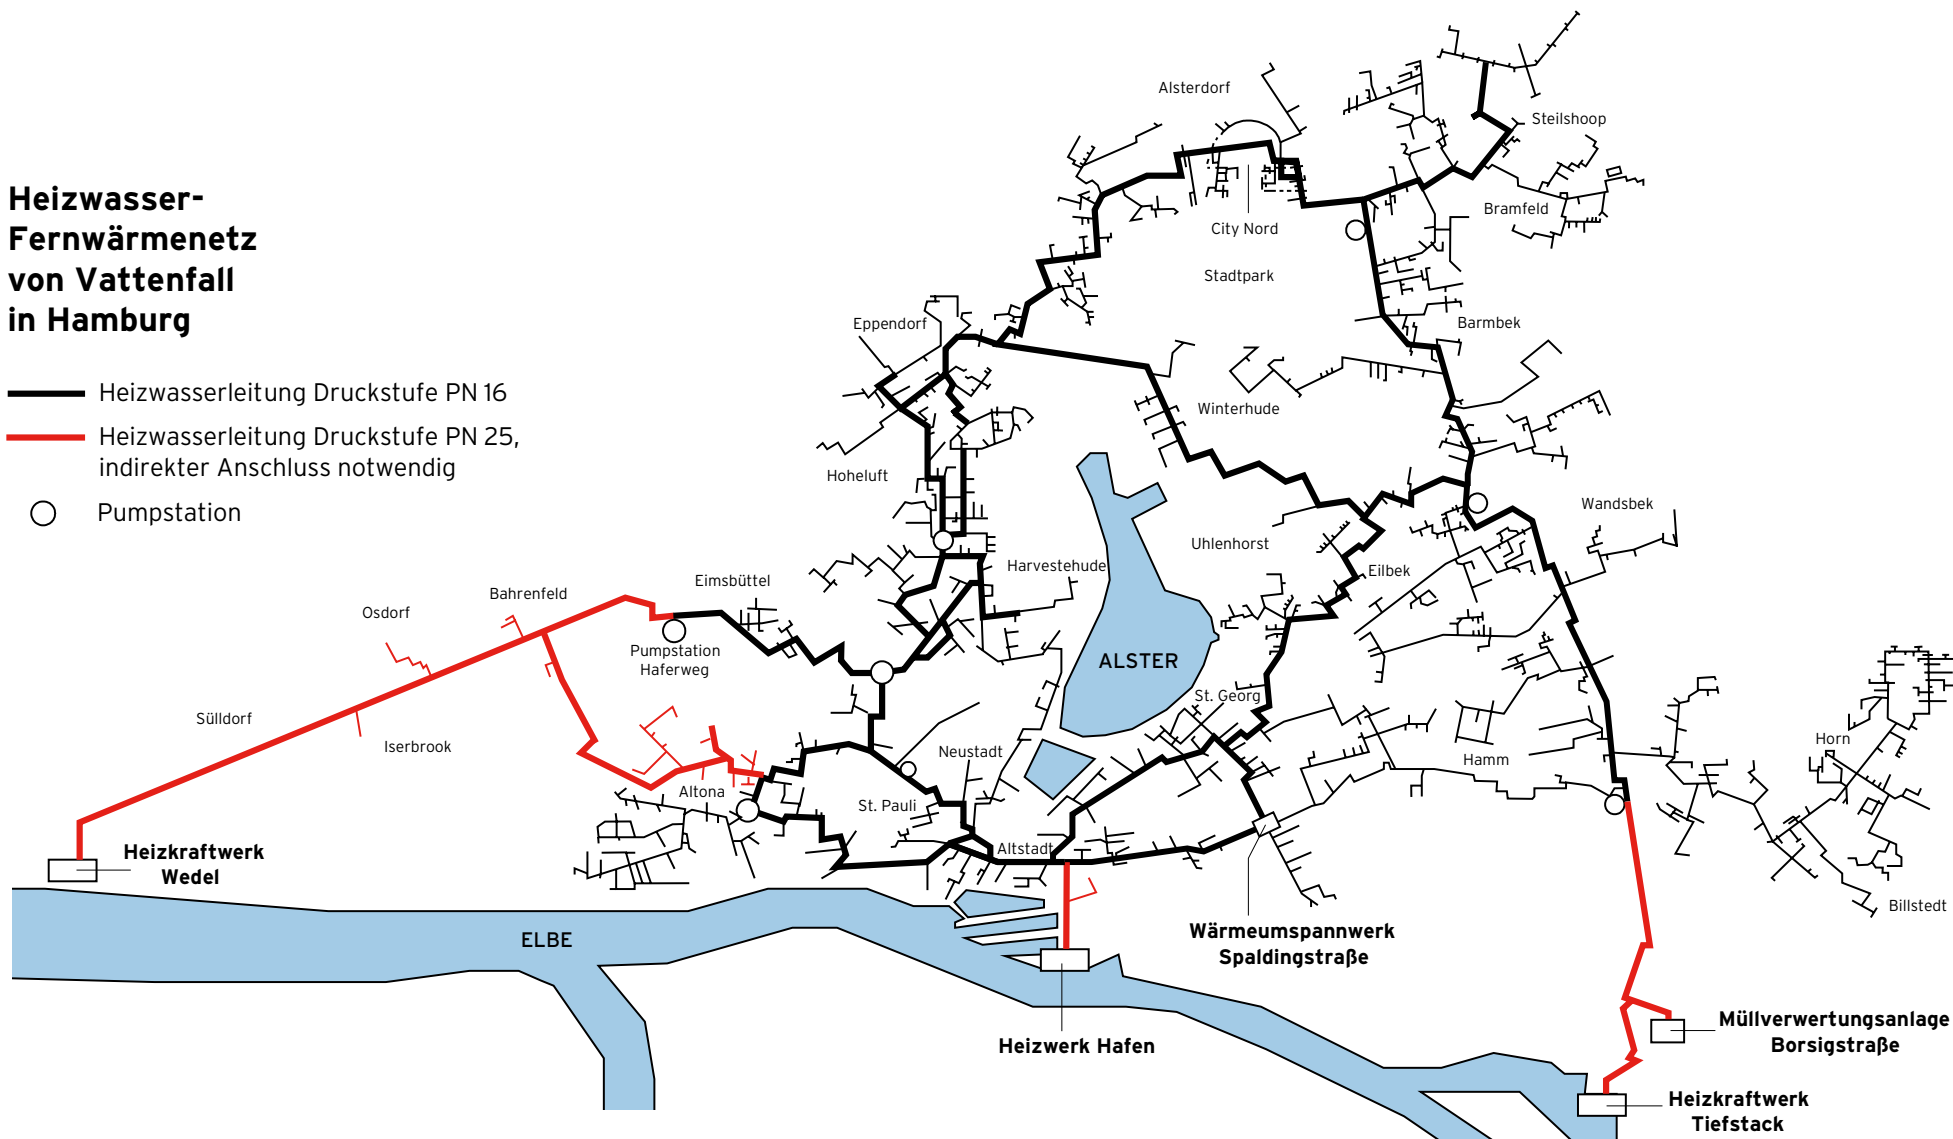 Heizwasser-
Fernwärmenetz
von Vattenfall
in Hamburg
Heizwasserleitung Druckstufe PN 16
Heizwasserleitung Druckstufe PN 25,
indirekter Anschluss notwendig
Pumpstation
Alsterdorf
Steilshoop
Bramfeld
City Nord
Stadtpark
Eppendorf
Barmbek
Winterhude
Hoheluft
Wandsbek
Uhlenhorst
Harvestehude
Eilbek
Eimsbüttel
Bahrenfeld
Osdorf
Pumpstation
Haferweg
ALSTER
St. Georg
Sülldorf
Iserbrook
Neustadt
Horn
Hamm
Altona
St. Pauli
Altstadt
Heizkraftwerk
Wedel
Billstedt
ELBE
Wärmeumspannwerk
Spaldingstraße
Heizwerk Hafen
Müllverwertungsanlage
Borsigstraße
Heizkraftwerk
Tiefstack